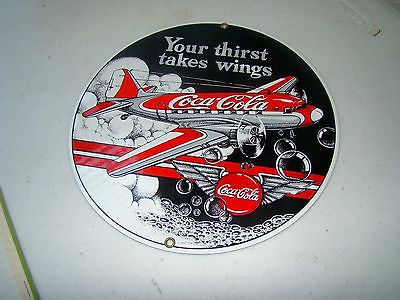 Your thirst
takes wings
Coca-Cola
Coca-Cola